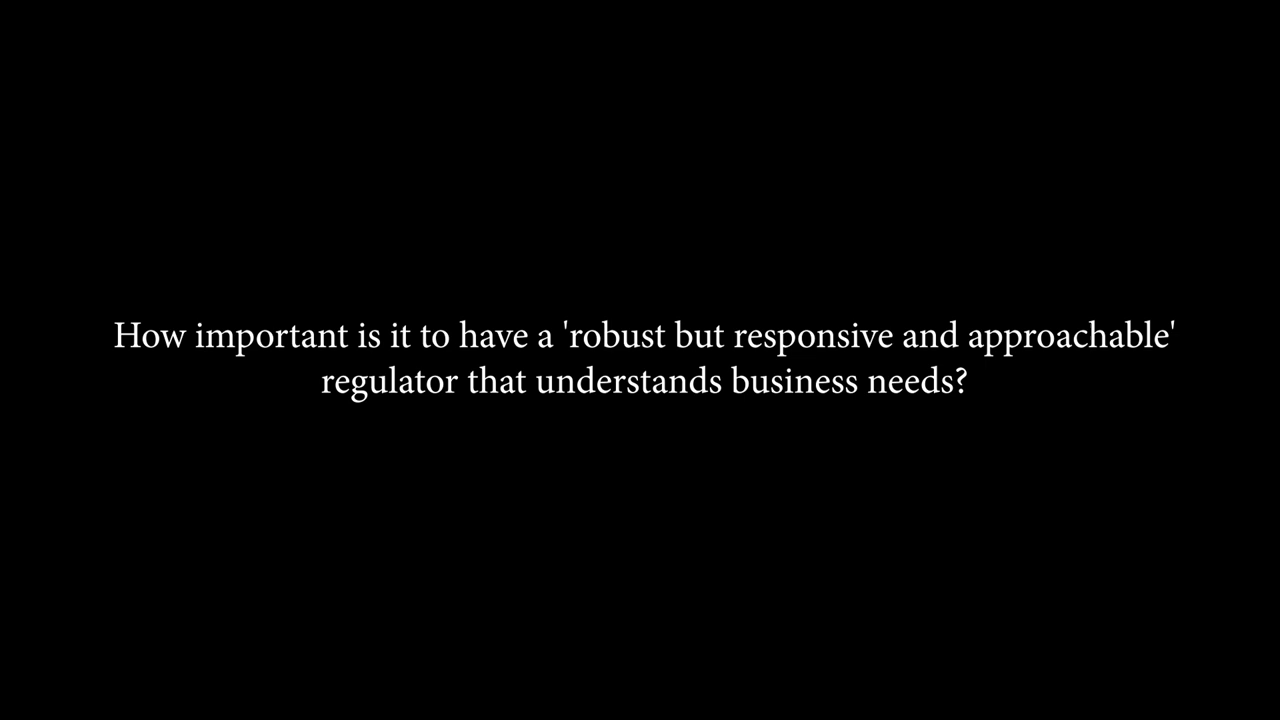 How important is it to have a 'robust but responsive and approachable'
regulator that understands business needs?